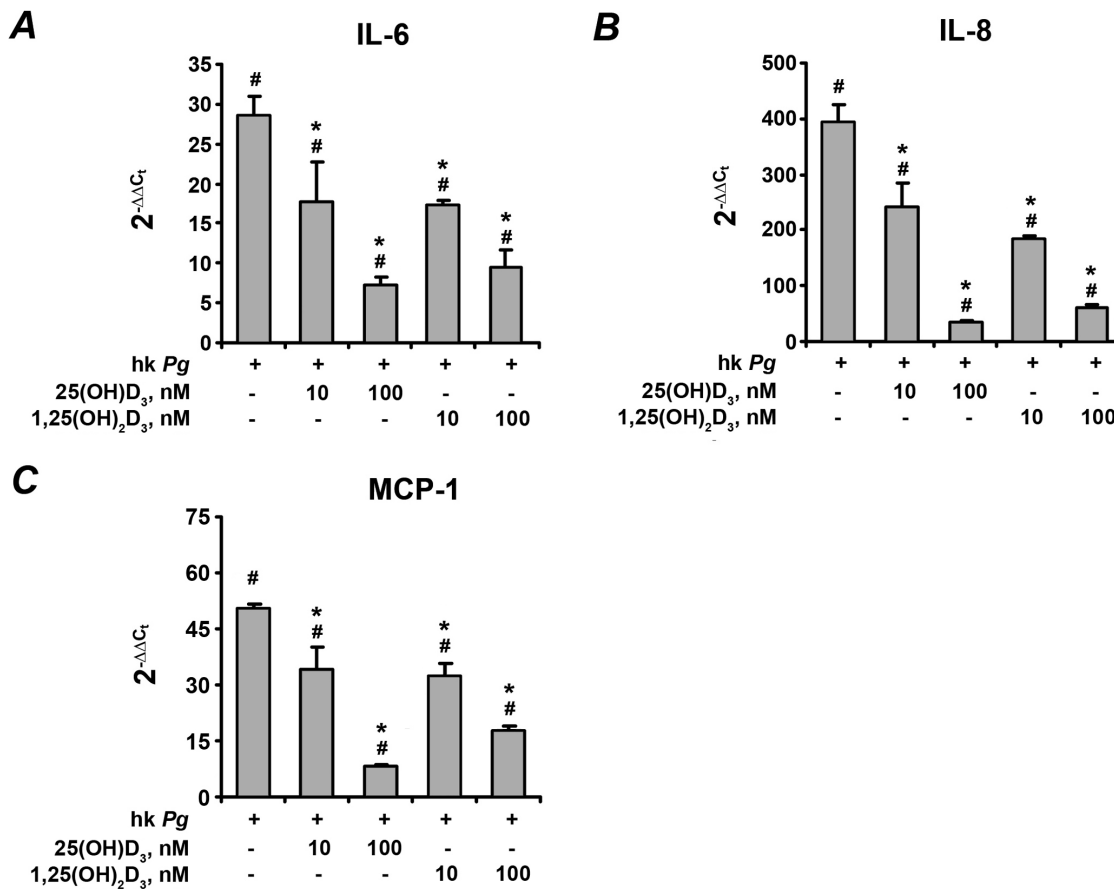 A
IL-6
35
30
25
20
15
10
5
0
2^-ΔΔCt
#
*
#
*
#
*
#
*
#
hk Pg + + + + +
25(OH)D₃, nM - 10 100 - -
1,25(OH)₂D₃, nM - - - 10 100
B
IL-8
500
400
300
200
100
0
2^-ΔΔCt
#
*
#
*
#
*
#
*
#
hk Pg + + + + +
25(OH)D₃, nM - 10 100 - -
1,25(OH)₂D₃, nM - - - 10 100
C
MCP-1
75
60
45
30
15
0
2^-ΔΔCt
#
*
#
*
#
*
#
*
#
hk Pg + + + + +
25(OH)D₃, nM - 10 100 - -
1,25(OH)₂D₃, nM - - - 10 100